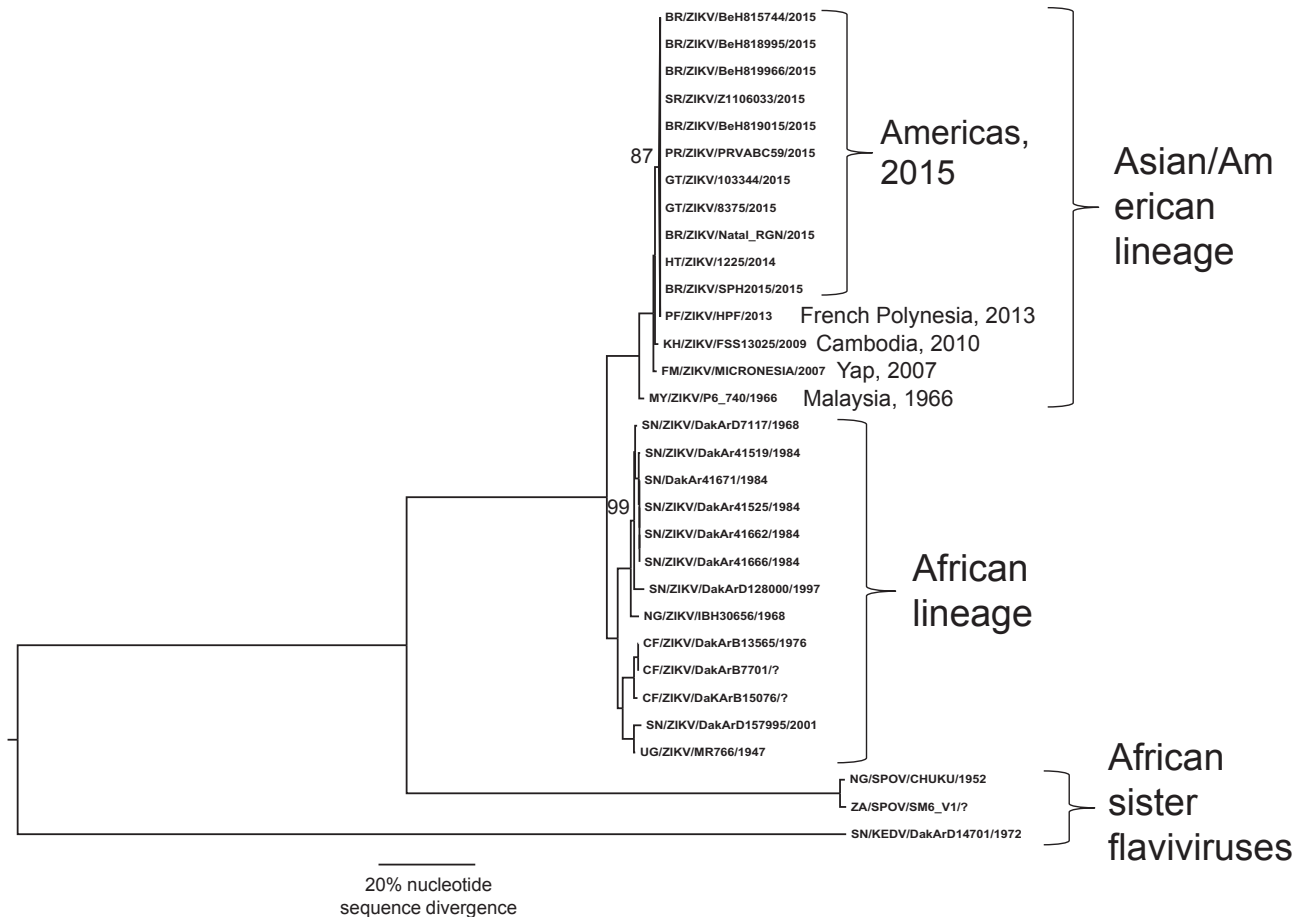 BR/ZIKV/BeH815744/2015
BR/ZIKV/BeH818995/2015
BR/ZIKV/BeH819966/2015
SR/ZIKV/Z1106033/2015
BR/ZIKV/BeH819015/2015
87
PR/ZIKV/PRVABC59/2015
GT/ZIKV/103344/2015
GT/ZIKV/8375/2015
BR/ZIKV/Natal_RGN/2015
HT/ZIKV/1225/2014
BR/ZIKV/SPH2015/2015
Americas,
2015
Asian/Am
erican
lineage
PF/ZIKV/HPF/2013 French Polynesia, 2013
KH/ZIKV/FSS13025/2009 Cambodia, 2010
FM/ZIKV/MICRONESIA/2007 Yap, 2007
MY/ZIKV/P6_740/1966 Malaysia, 1966
SN/ZIKV/DakArD7117/1968
SN/ZIKV/DakAr41519/1984
SN/DakAr41671/1984
99
SN/ZIKV/DakAr41525/1984
SN/ZIKV/DakAr41662/1984
SN/ZIKV/DakAr41666/1984
SN/ZIKV/DakArD128000/1997
NG/ZIKV/IBH30656/1968
CF/ZIKV/DakArB13565/1976
CF/ZIKV/DakArB7701/?
CF/ZIKV/DaKArB15076/?
SN/ZIKV/DakArD157995/2001
UG/ZIKV/MR766/1947
African
lineage
NG/SPOV/CHUKU/1952
ZA/SPOV/SM6_V1/?
SN/KEDV/DakArD14701/1972
African
sister
flaviviruses
20% nucleotide
sequence divergence